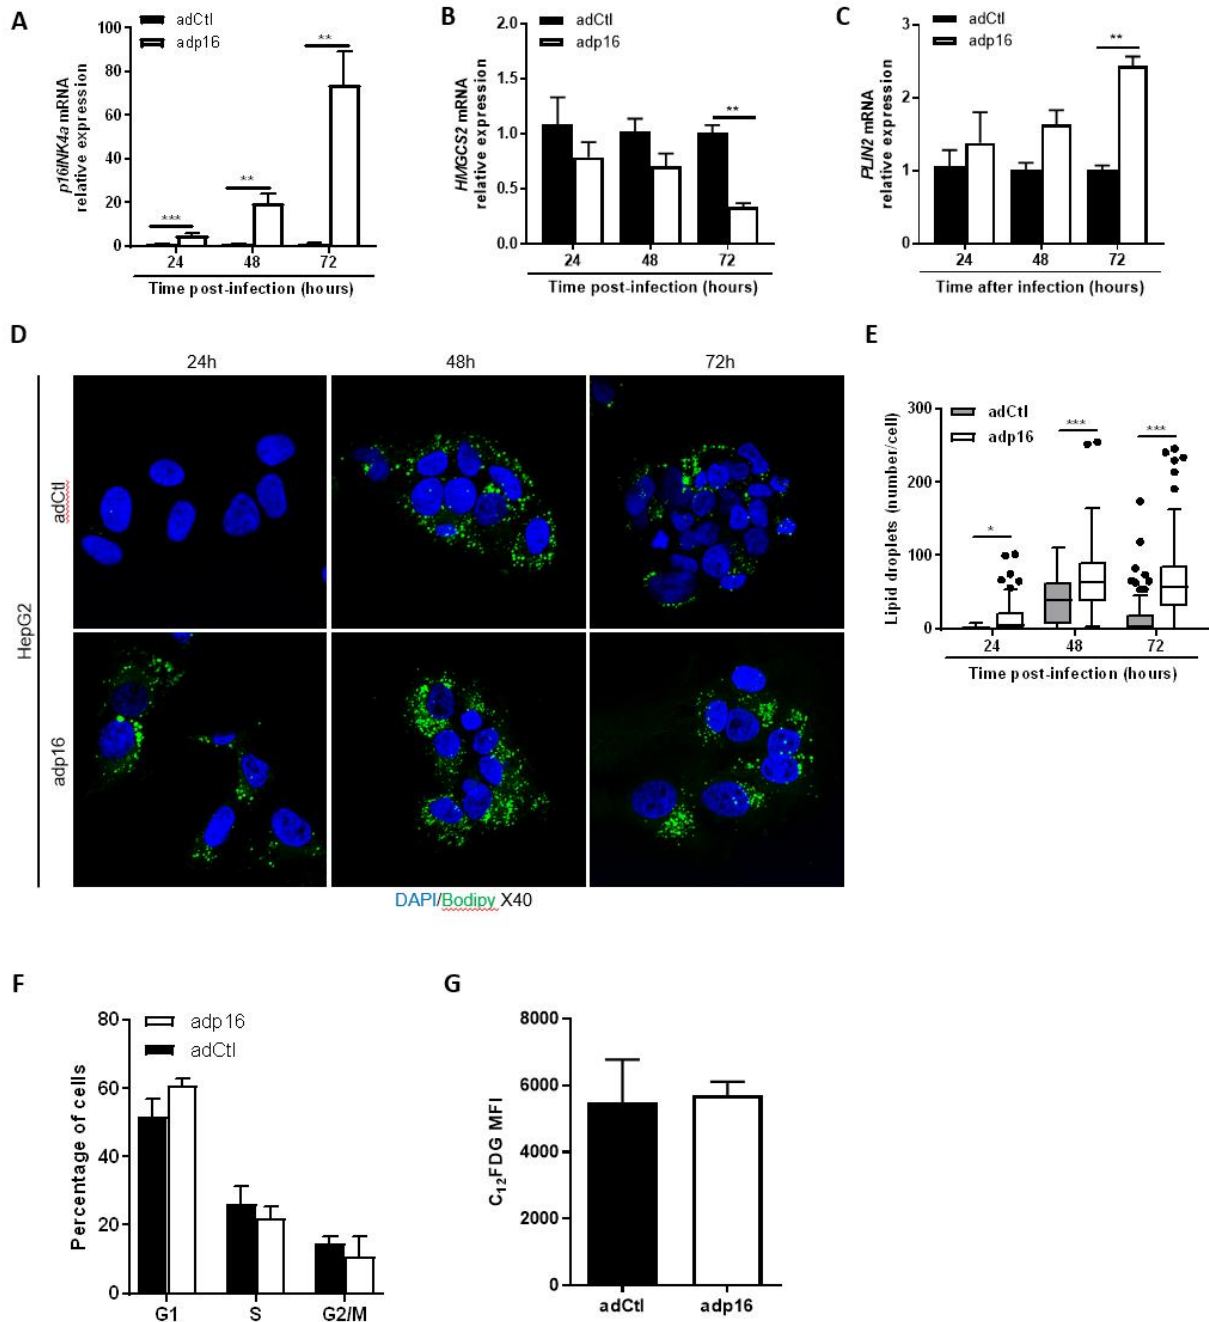 A
adCtl
adp16
p16INK4a mRNA
relative expression
100
80
60
40
20
0
***
**
**
24 48 72
Time post-infection (hours)
B
adCtl
adp16
HMGCS2 mRNA
relative expression
2.0
1.5
1.0
0.5
0.0
**
24 48 72
Time post-infection (hours)
C
adCtl
adp16
PLIN2 mRNA
relative expression
3
2
1
0
**
24 48 72
Time after infection (hours)
D
24h 48h 72h
HepG2
adCtl
adp16
DAPI/Bodipy X40
E
adCtl
adp16
Lipid droplets (number/cell)
300
200
100
0
*
***
***
24 48 72
Time post-infection (hours)
F
adp16
adCtl
Percentage of cells
80
60
40
20
0
G1 S G2/M
G
C₁₂FDG MFI
8000
6000
4000
2000
0
adCtl adp16